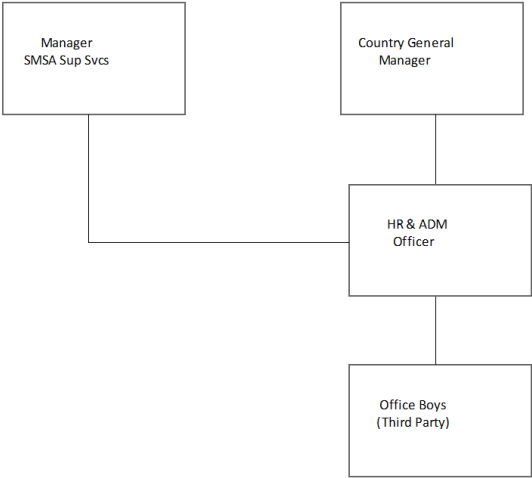 Manager
SMSA Sup Svcs
Country General
Manager
HR & ADM
Officer
Office Boys
(Third Party)